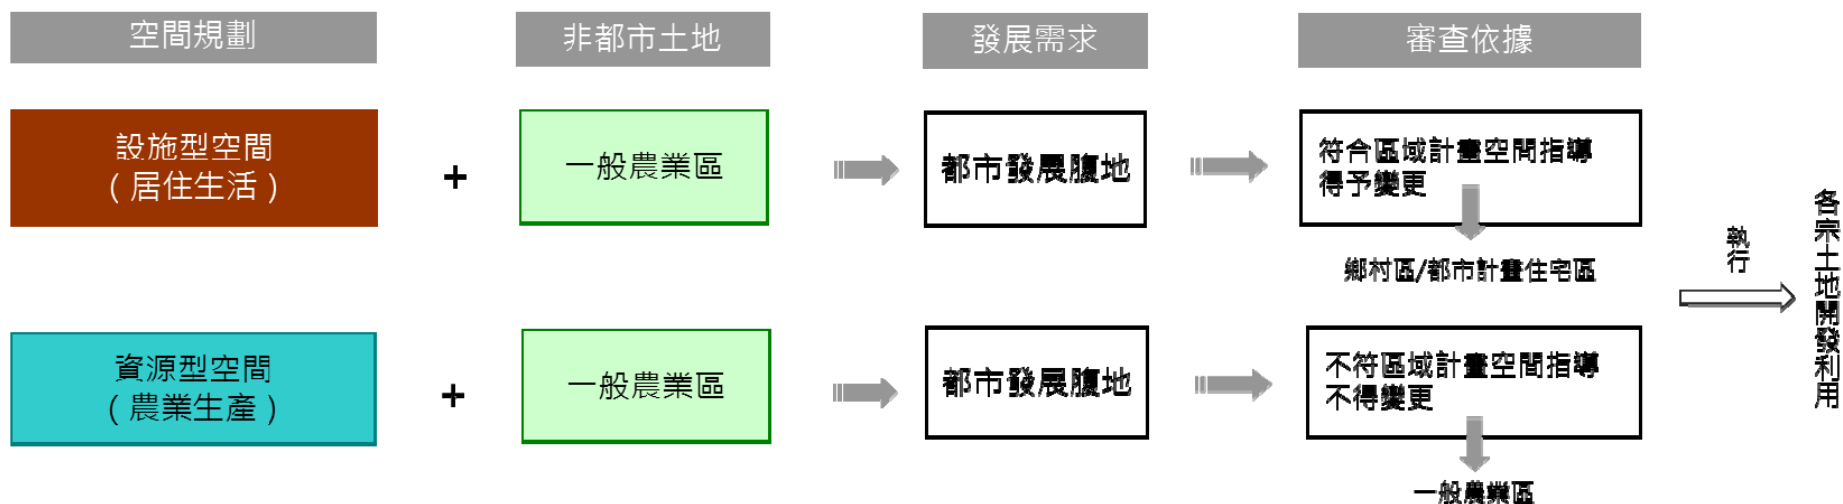 空間規劃
非都市土地
發展需求
審查依據
設施型空間
（居住生活）
+
一般農業區
都市發展腹地
符合區域計畫空間指導
得予變更
鄉村區/都市計畫住宅區
資源型空間
（農業生產）
+
一般農業區
都市發展腹地
不符區域計畫空間指導
不得變更
一般農業區
執行
各宗土地開發利用